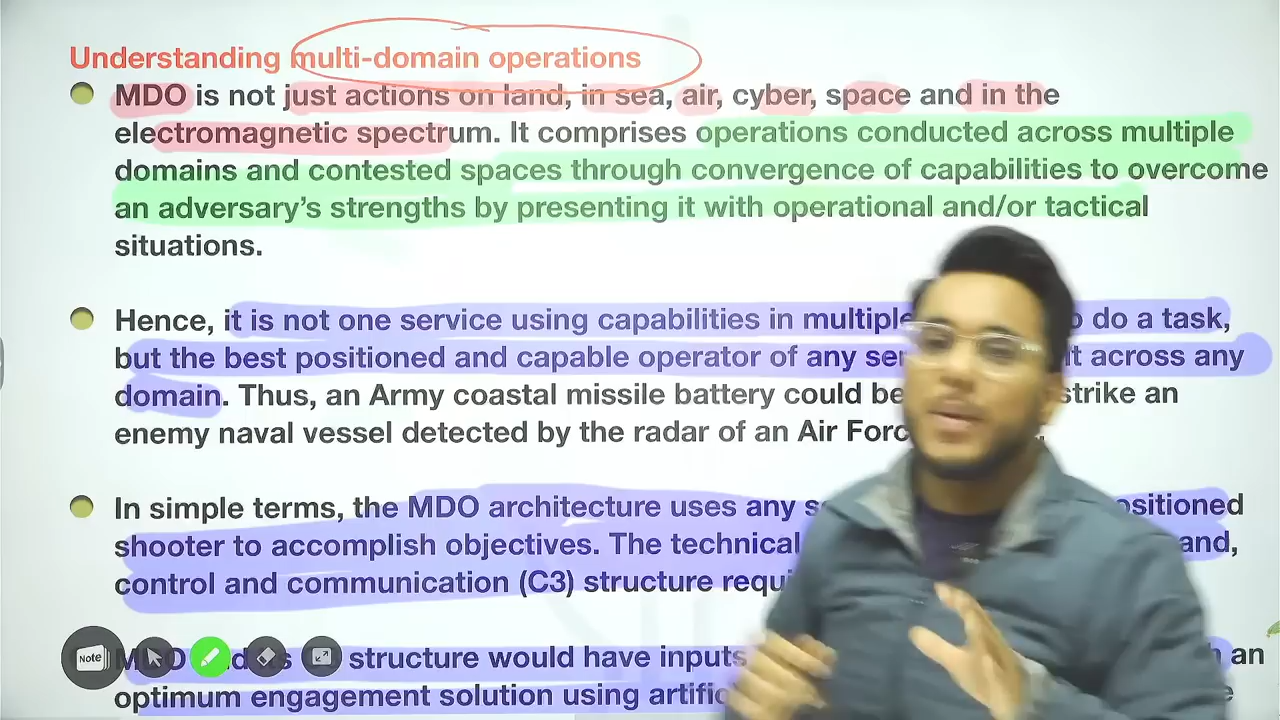 Understanding multi-domain operations
MDO is not just actions on land, in sea, air, cyber, space and in the
electromagnetic spectrum. It comprises operations conducted across multiple
domains and contested spaces through convergence of capabilities to overcome
an adversary's strengths by presenting it with operational and/or tactical
situations.
Hence, it is not one service using capabilities in multiple do a task,
but the best positioned and capable operator of any across any
domain. Thus, an Army coastal missile battery could be strike an
enemy naval vessel detected by the radar of an Air
In simple terms, the MDO architecture uses any
shooter to accomplish objectives. The technical
control and communication (C3) structure
Note
MDO structure would have inputs an
optimum engagement solution using